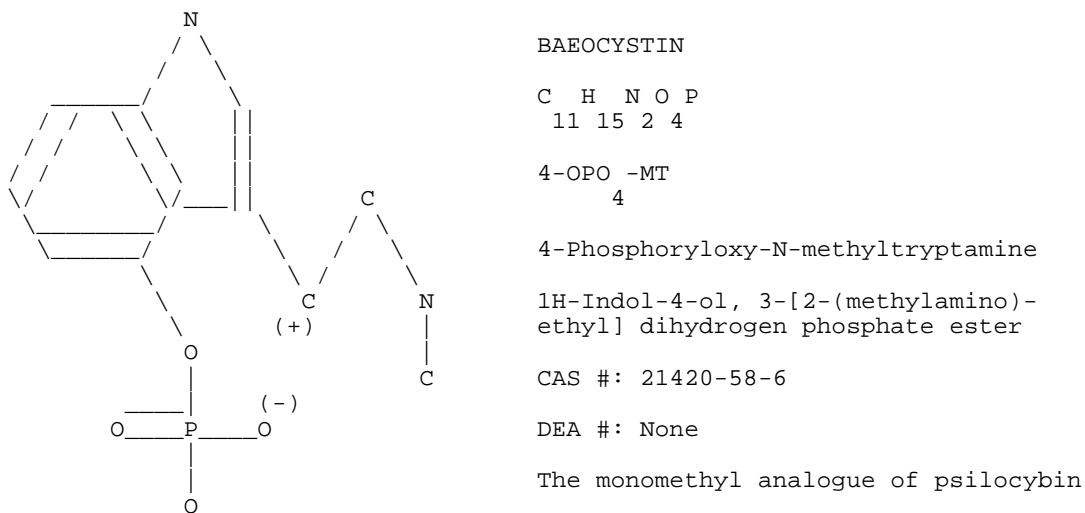 N
BAEOCYSTIN
C H N O P
11 15 2 4
4-OPO -MT
4
C
4-Phosphoryloxy-N-methyltryptamine
C N
1H-Indol-4-ol, 3-[2-(methylamino)-
(+)
ethyl] dihydrogen phosphate ester
O
C
CAS #: 21420-58-6
(-)
O P O
DEA #: None
The monomethyl analogue of psilocybin
O